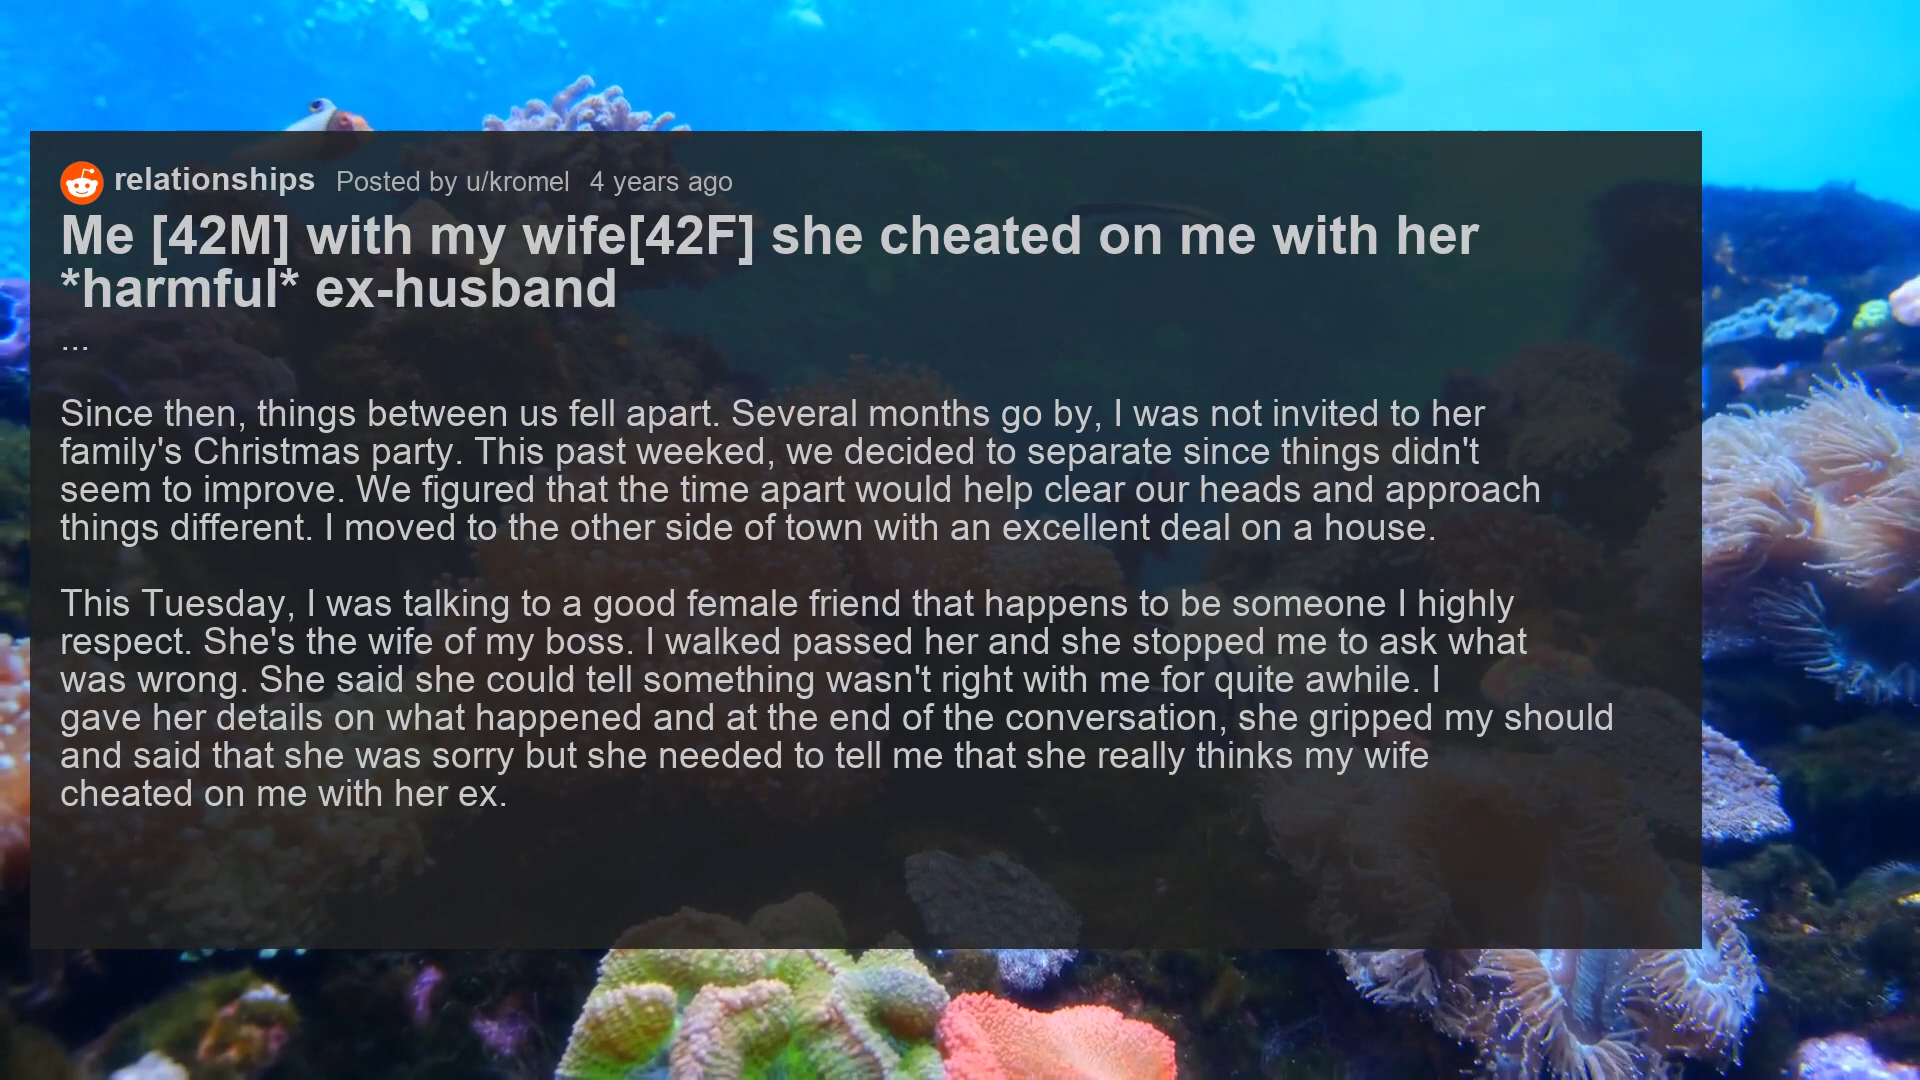 relationships Posted by u/kromel 4 years ago
Me [42M] with my wife[42F] she cheated on me with her
*harmful* ex-husband
...
Since then, things between us fell apart. Several months go by, I was not invited to her
family's Christmas party. This past weeked, we decided to separate since things didn't
seem to improve. We figured that the time apart would help clear our heads and approach
things different. I moved to the other side of town with an excellent deal on a house.
This Tuesday, I was talking to a good female friend that happens to be someone I highly
respect. She's the wife of my boss. I walked passed her and she stopped me to ask what
was wrong. She said she could tell something wasn't right with me for quite awhile. I
gave her details on what happened and at the end of the conversation, she gripped my should
and said that she was sorry but she needed to tell me that she really thinks my wife
cheated on me with her ex.